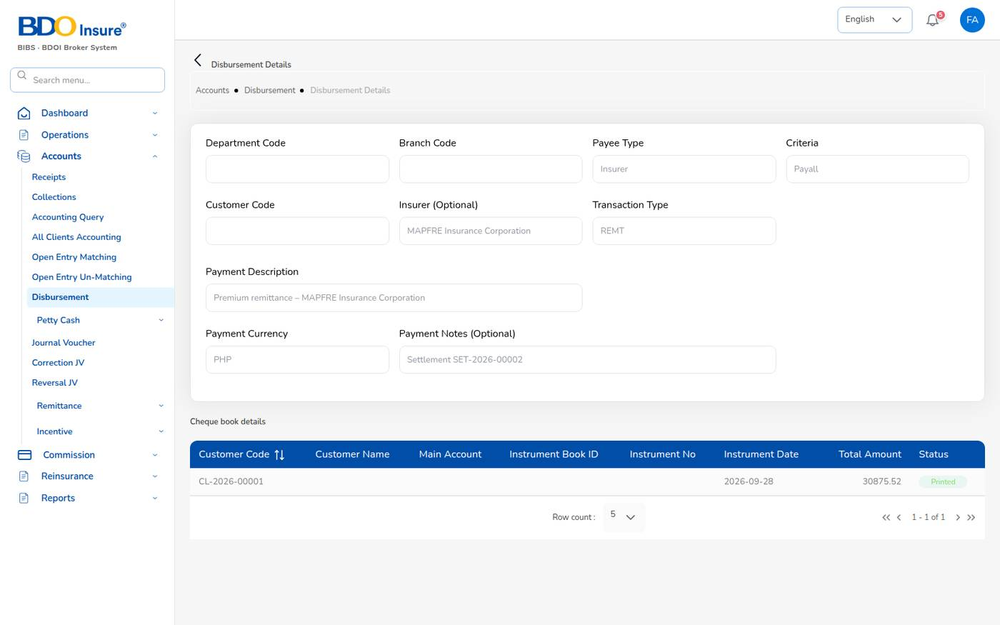 BDO Insure®
BIBS - BDOI Broker System
English
5
FA
Search menu...
Dashboard
Operations
Accounts
Receipts
Collections
Accounting Query
All Clients Accounting
Open Entry Matching
Open Entry Un-Matching
Disbursement
Petty Cash
Journal Voucher
Correction JV
Reversal JV
Remittance
Incentive
Commission
Reinsurance
Reports
Disbursement Details
Accounts • Disbursement • Disbursement Details
Department Code Branch Code Payee Type Criteria
Insurer Payall
Customer Code Insurer (Optional) Transaction Type
MAPFRE Insurance Corporation REMT
Payment Description
Premium remittance – MAPFRE Insurance Corporation
Payment Currency Payment Notes (Optional)
PHP Settlement SET-2026-00002
Cheque book details
Customer Code Customer Name Main Account Instrument Book ID Instrument No Instrument Date Total Amount Status
CL-2026-00001 2026-09-28 30875.52 Printed
Row count : 5 1 - 1 of 1